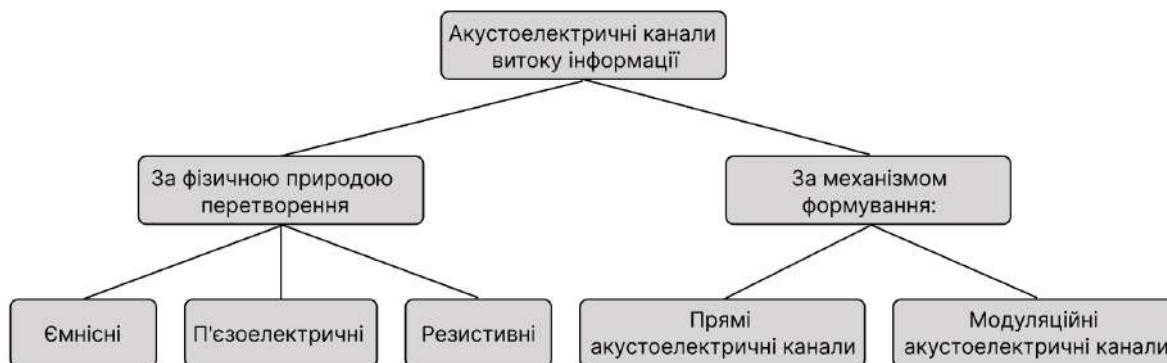 Акустоелектричні канали
витоку інформації
За фізичною природою
перетворення
За механізмом
формування:
Ємнісні
П'єзоелектричні
Резистивні
Прямі
акустоелектричні канали
Модуляційні
акустоелектричні канали